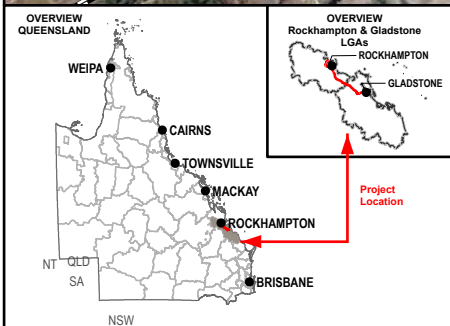 OVERVIEW
QUEENSLAND
WEIPA
CAIRNS
TOWNSVILLE
MACKAY
ROCKHAMPTON
BRISBANE
NT
QLD
SA
NSW
OVERVIEW
Rockhampton & Gladstone
LGAs
ROCKHAMPTON
GLADSTONE
Project
Location